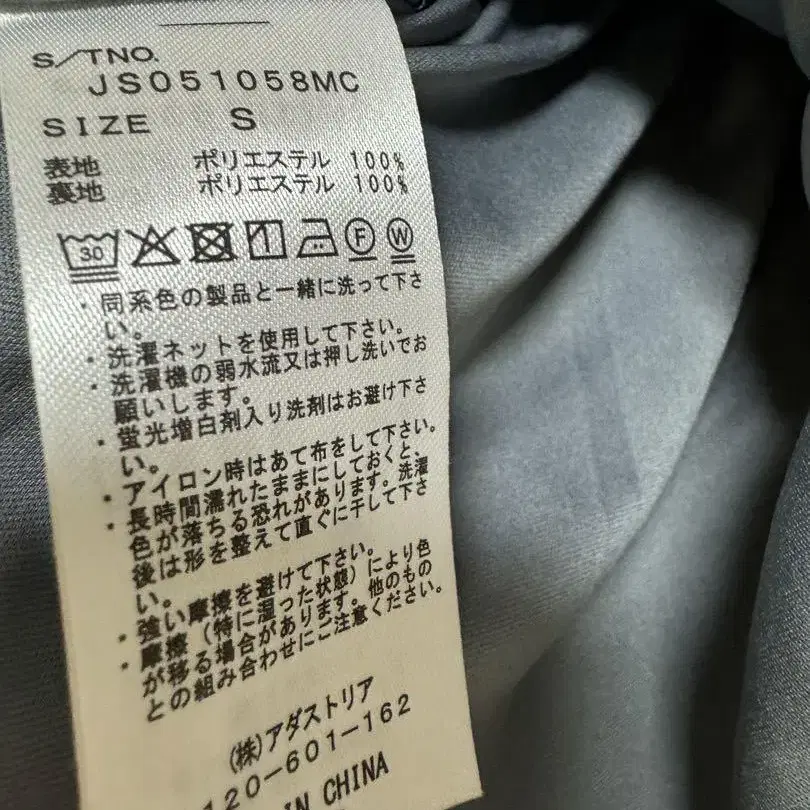 S/TNO.
JS051058MC
SIZE S
表地 ポリエステル 100%
裏地 ポリエステル 100%
30 F W
・同系色の製品と一緒に洗って下さ
い。
・洗濯ネットを使用して下さい。
・洗濯機の弱水流又は押し洗いでお
願いします。
・蛍光増白剤入り洗剤はお避け下さ
い。
・アイロン時はあて布をして下さい。
・長時間濡れたままにしておくと、
色が落ちる恐れがあります。洗濯
後は形を整えて直ぐに干して下さ
い。
・強い摩擦を避けて下さい。
・摩擦（特に湿った状態）により色
が移る場合があります。他のもの
との組み合わせにご注意ください。
(株)アダストリア
120-601-162
IN CHINA